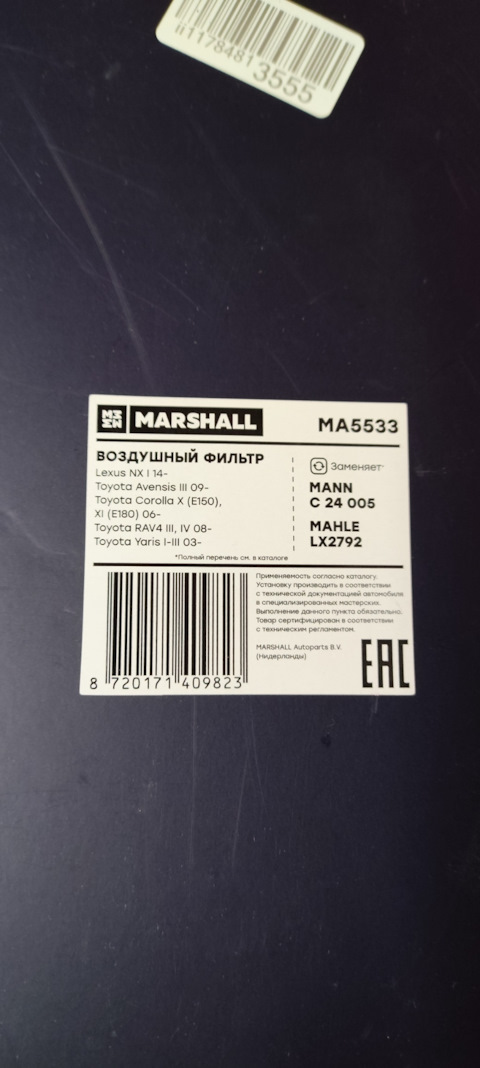 ii1178481 3555
MARSHALL
MA5533
ВОЗДУШНЫЙ ФИЛЬТР
Lexus NX I 14-
Toyota Avensis III 09-
Toyota Corolla X (E150),
XI (E180) 06-
Toyota RAV4 III, IV 08-
Toyota Yaris I-III 03-
*Полный перечень см. в каталоге
Заменяет*
MANN
C 24 005
MAHLE
LX2792
8 720171 409823
Применяемость согласно каталогу.
Установку производить в соответствии
с технической документацией автомобиля
в специализированных мастерских.
Выполнение данного пункта обязательно.
Товар сертифицирован в соответствии
с техническим регламентом.
MARSHALL Autoparts B.V.
(Нидерланды)
EAC